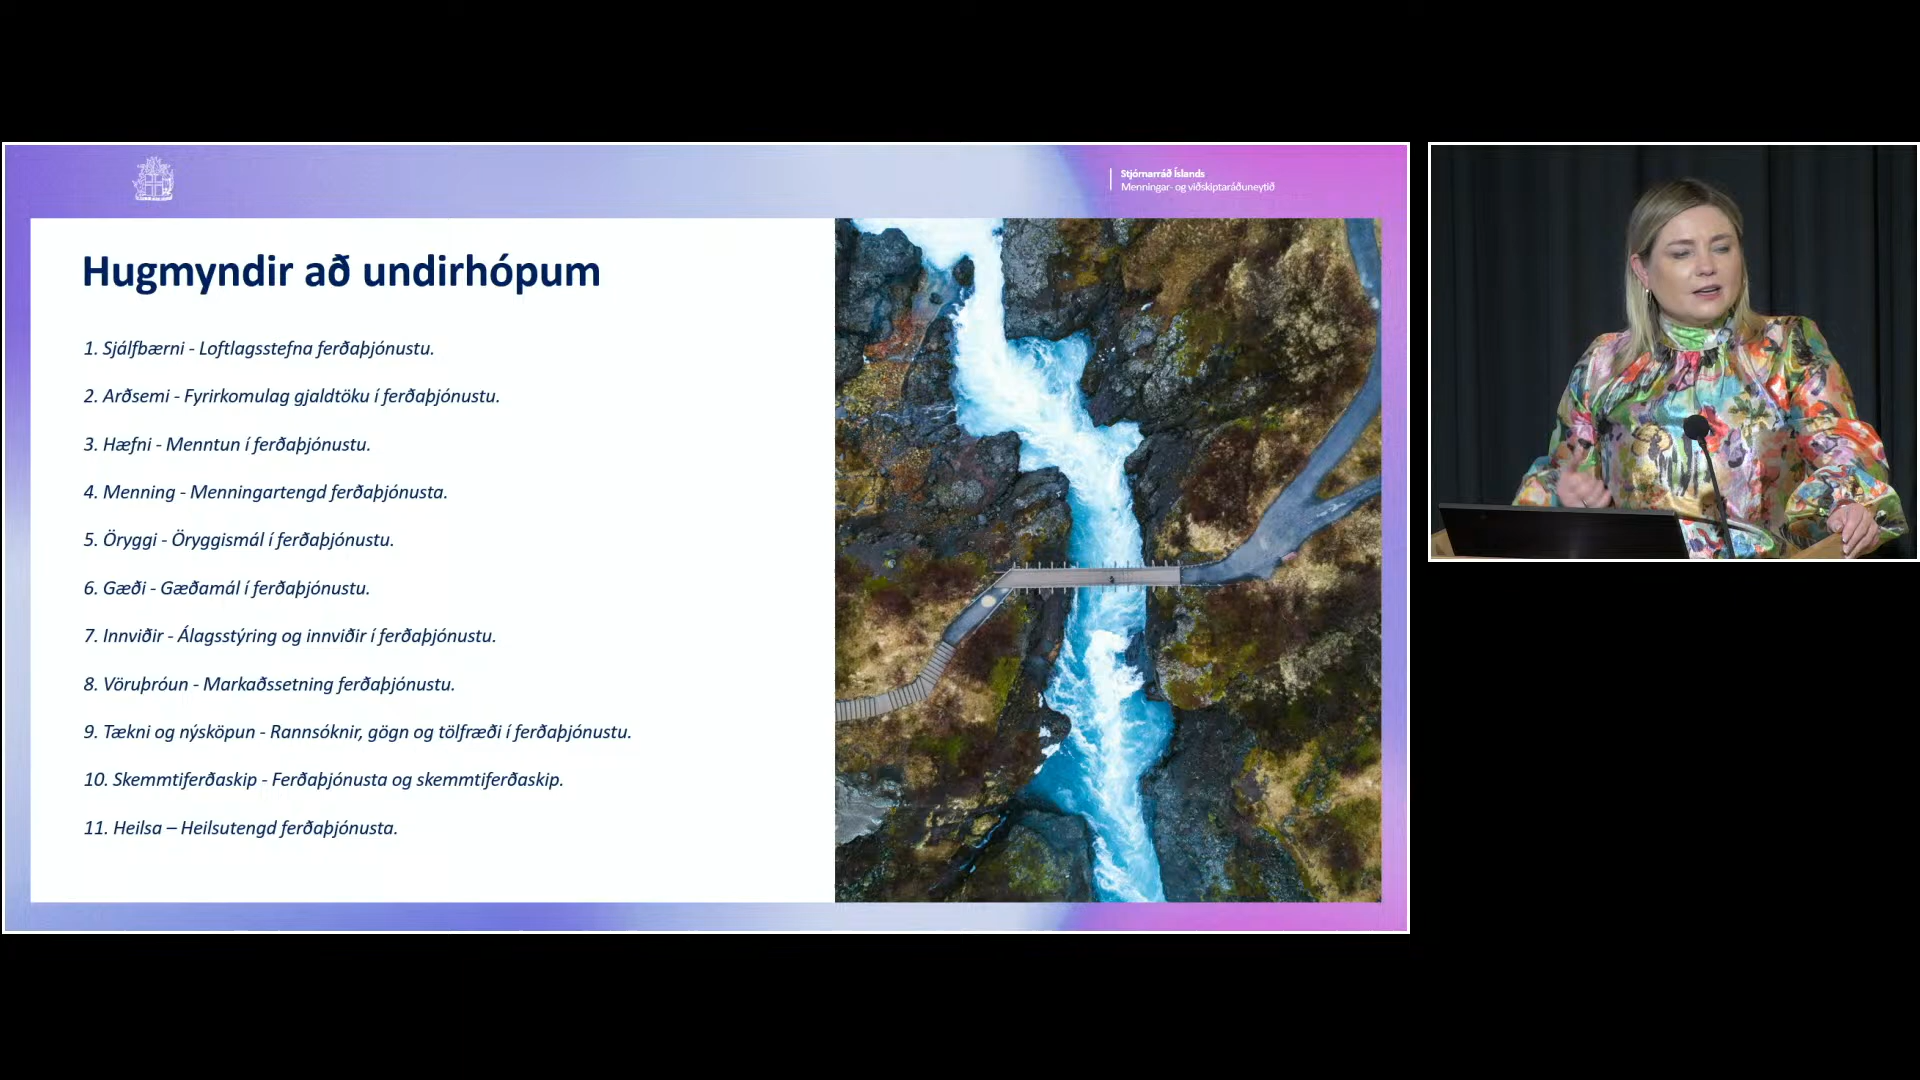 Stjórnarráð Íslands
Menningar- og viðskiptaráðuneytið
Hugmyndir að undirhópum
1. Sjálfbærni - Loftlagsstefna ferðaþjónustu.
2. Arðsemi - Fyrirkomulag gjaldtöku í ferðaþjónustu.
3. Hæfni - Menntun í ferðaþjónustu.
4. Menning - Menningartengd ferðaþjónusta.
5. Öryggi - Öryggismál í ferðaþjónustu.
6. Gæði - Gæðamál í ferðaþjónustu.
7. Innviðir - Álagsstýring og innviðir í ferðaþjónustu.
8. Vöruþróun - Markaðssetning ferðaþjónustu.
9. Tækni og nýsköpun - Rannsóknir, gögn og tölfræði í ferðaþjónustu.
10. Skemmtiferðaskip - Ferðaþjónusta og skemmtiferðaskip.
11. Heilsa – Heilsutengd ferðaþjónusta.